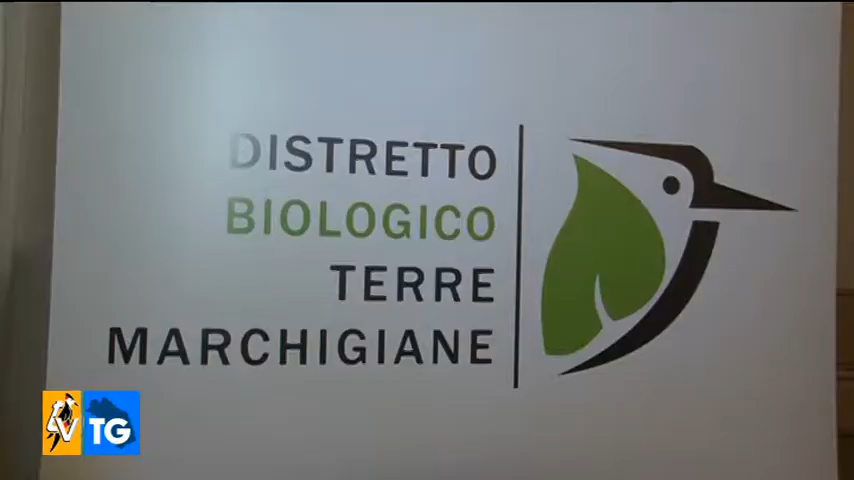 DISTRETTO
BIOLOGICO
TERRE
MARCHIGIANE
V TG